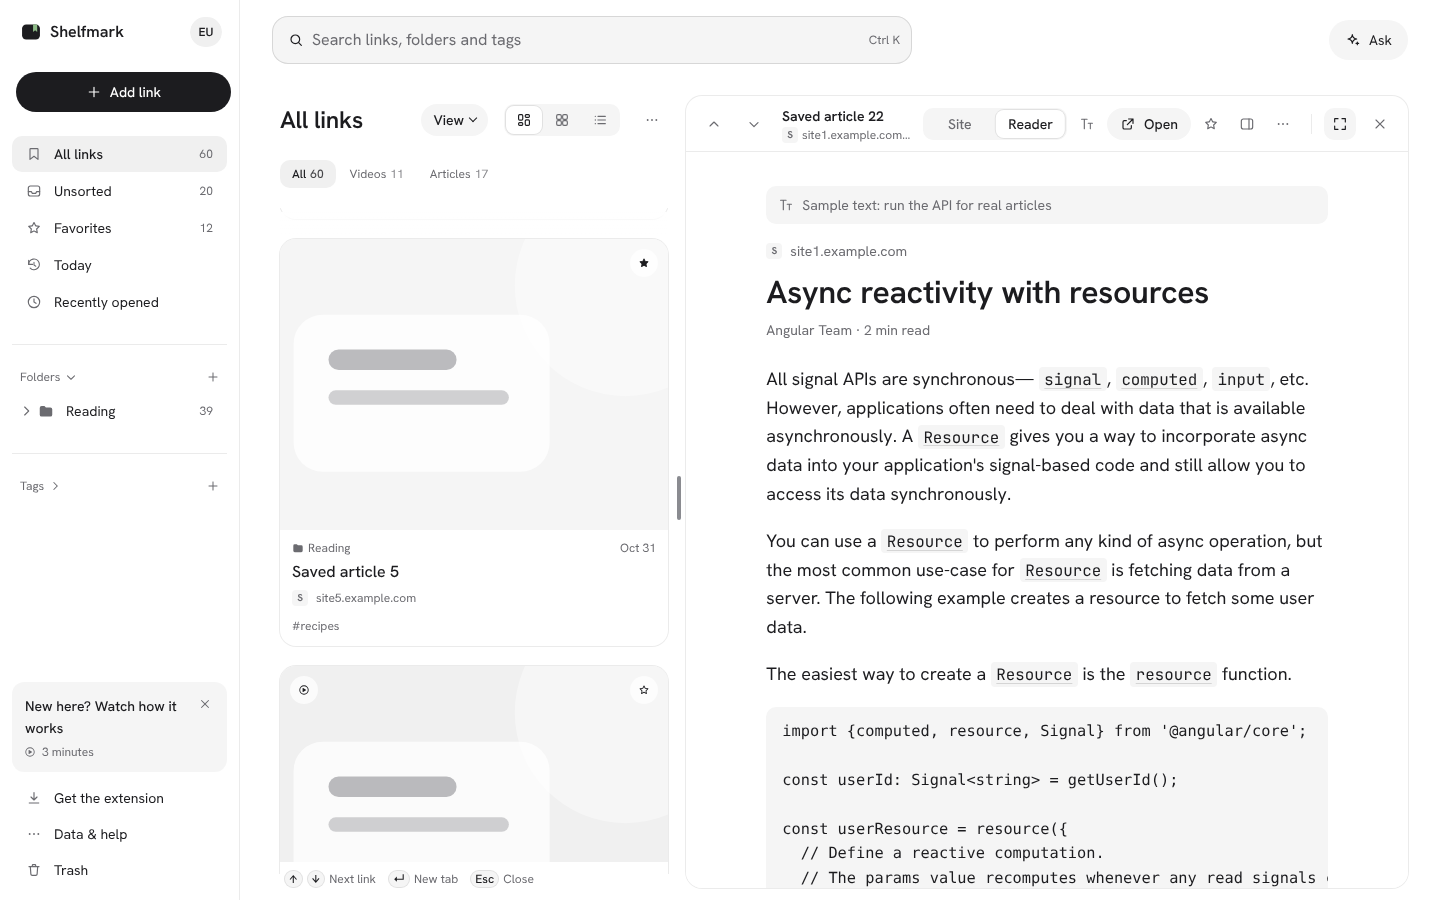 Shelfmark
EU
Search links, folders and tags
Ctrl K
Ask
Add link
All links 60
Unsorted 20
Favorites 12
Today
Recently opened
Folders
Reading 39
Tags
New here? Watch how it
works
3 minutes
Get the extension
Data & help
Trash
All links
View
All 60
Videos 11
Articles 17
Reading
Oct 31
Saved article 5
S site5.example.com
#recipes
Next link
New tab
Esc Close
Saved article 22
S site1.example.com...
Site
Reader
Tт
Open
Tт Sample text: run the API for real articles
S site1.example.com
Async reactivity with resources
Angular Team · 2 min read
All signal APIs are synchronous— signal, computed, input, etc.
However, applications often need to deal with data that is available
asynchronously. A Resource gives you a way to incorporate async
data into your application's signal-based code and still allow you to
access its data synchronously.
You can use a Resource to perform any kind of async operation, but
the most common use-case for Resource is fetching data from a
server. The following example creates a resource to fetch some user
data.
The easiest way to create a Resource is the resource function.
import {computed, resource, Signal} from '@angular/core';
const userId: Signal<string> = getUserId();
const userResource = resource({
// Define a reactive computation.
// The params value recomputes whenever any read signals